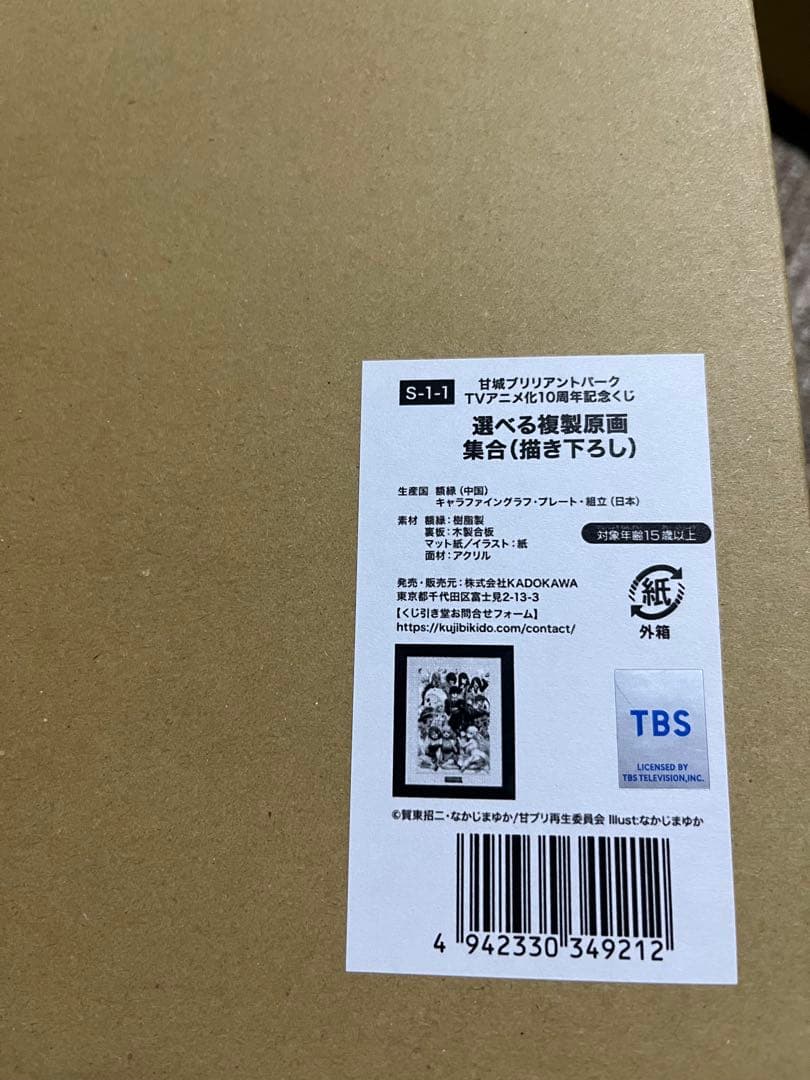 S-1-1
甘城ブリリアントパーク
TVアニメ化10周年記念くじ
選べる複製原画
集合(描き下ろし)
生産国 額縁(中国)
キャラファイングラフ・プレート・組立(日本)
素材 額縁:樹脂製
裏板:木製合板
マット紙/イラスト:紙
面材:アクリル
対象年齢15歳以上
発売・販売元:株式会社KADOKAWA
東京都千代田区富士見2-13-3
【くじ引き堂お問合せフォーム】
https://kujibikido.com/contact/
紙
外箱
TBS
LICENSED BY
TBS TELEVISION,INC.
©賀東招二・なかじまゆか/甘ブリ再生委員会 Illust:なかじまゆか
4 942330 349212